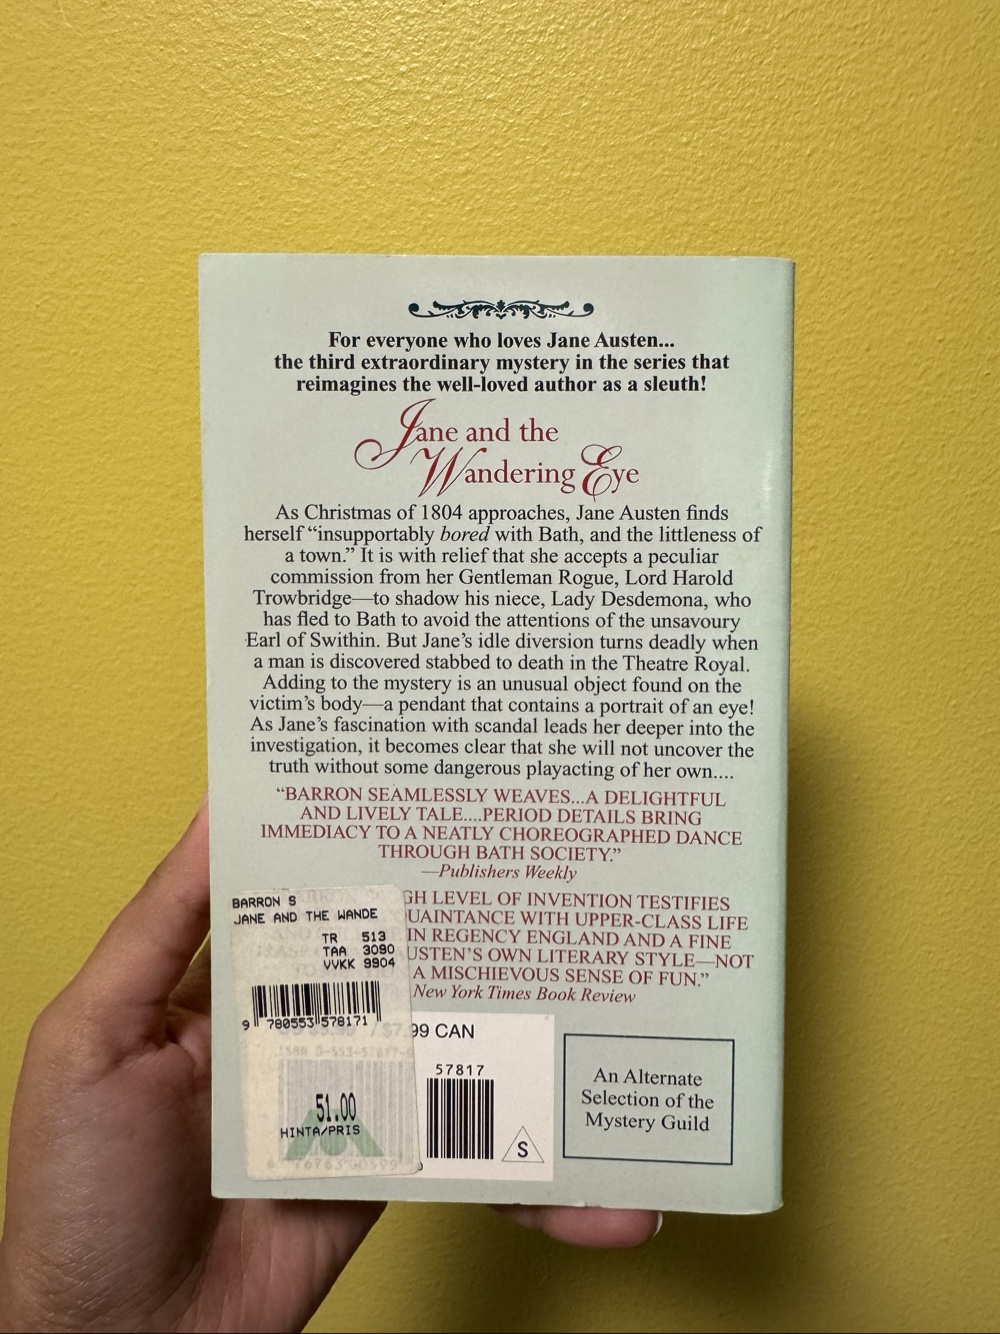 For everyone who loves Jane Austen...
the third extraordinary mystery in the series that
reimagines the well-loved author as a sleuth!
Jane and the
Wandering Eye
As Christmas of 1804 approaches, Jane Austen finds
herself “insupportably bored with Bath, and the littleness of
a town.” It is with relief that she accepts a peculiar
commission from her Gentleman Rogue, Lord Harold
Trowbridge—to shadow his niece, Lady Desdemona, who
has fled to Bath to avoid the attentions of the unsavoury
Earl of Swithin. But Jane’s idle diversion turns deadly when
a man is discovered stabbed to death in the Theatre Royal.
Adding to the mystery is an unusual object found on the
victim’s body—a pendant that contains a portrait of an eye!
As Jane’s fascination with scandal leads her deeper into the
investigation, it becomes clear that she will not uncover the
truth without some dangerous playacting of her own....
“BARRON SEAMLESSLY WEAVES...A DELIGHTFUL
AND LIVELY TALE....PERIOD DETAILS BRING
IMMEDIACY TO A NEATLY CHOREOGRAPHED DANCE
THROUGH BATH SOCIETY.”
—Publishers Weekly
GH LEVEL OF INVENTION TESTIFIES
UAINTANCE WITH UPPER-CLASS LIFE
IN REGENCY ENGLAND AND A FINE
USTEN’S OWN LITERARY STYLE—NOT
A MISCHIEVOUS SENSE OF FUN.”
New York Times Book Review
BARRON S
JANE AND THE WANDE
TR 513
TAA 3090
VVKK 9904
9 780553 578171
51.00
HINTA/PRIS
/ $7.99 CAN
57817
S
An Alternate
Selection of the
Mystery Guild